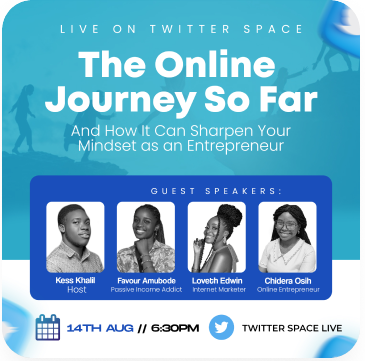 LIVE ON TWITTER SPACE
The Online
Journey So Far
And How It Can Sharpen Your
Mindset as an Entrepreneur
GUEST SPEAKERS:
Kess Khalil
Host
Favour Amubode
Passive Income Addict
Loveth Edwin
Internet Marketer
Chidera Osih
Online Entrepreneur
14TH AUG // 6:30PM
TWITTER SPACE LIVE